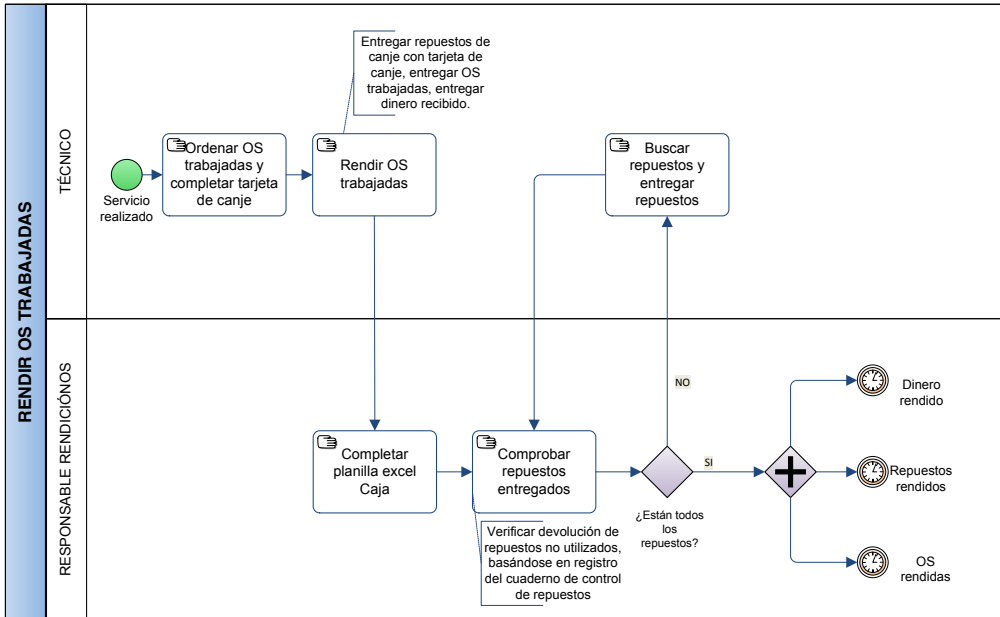 RENDIR OS TRABAJADAS
TÉCNICO
Entregar repuestos de
canje con tarjeta de
canje, entregar OS
trabajadas, entregar
dinero recibido.
Servicio
realizado
Ordenar OS
trabajadas y
completar tarjeta
de canje
Rendir OS
trabajadas
Buscar
repuestos y
entregar
repuestos
RESPONSABLE RENDICIÓNOS
Completar
planilla excel
Caja
Comprobar
repuestos
entregados
Verificar devolución de
repuestos no utilizados,
basándose en registro
del cuaderno de control
de repuestos
¿Están todos
los
repuestos?
NO
SI
Dinero
rendido
Repuestos
rendidos
OS
rendidas